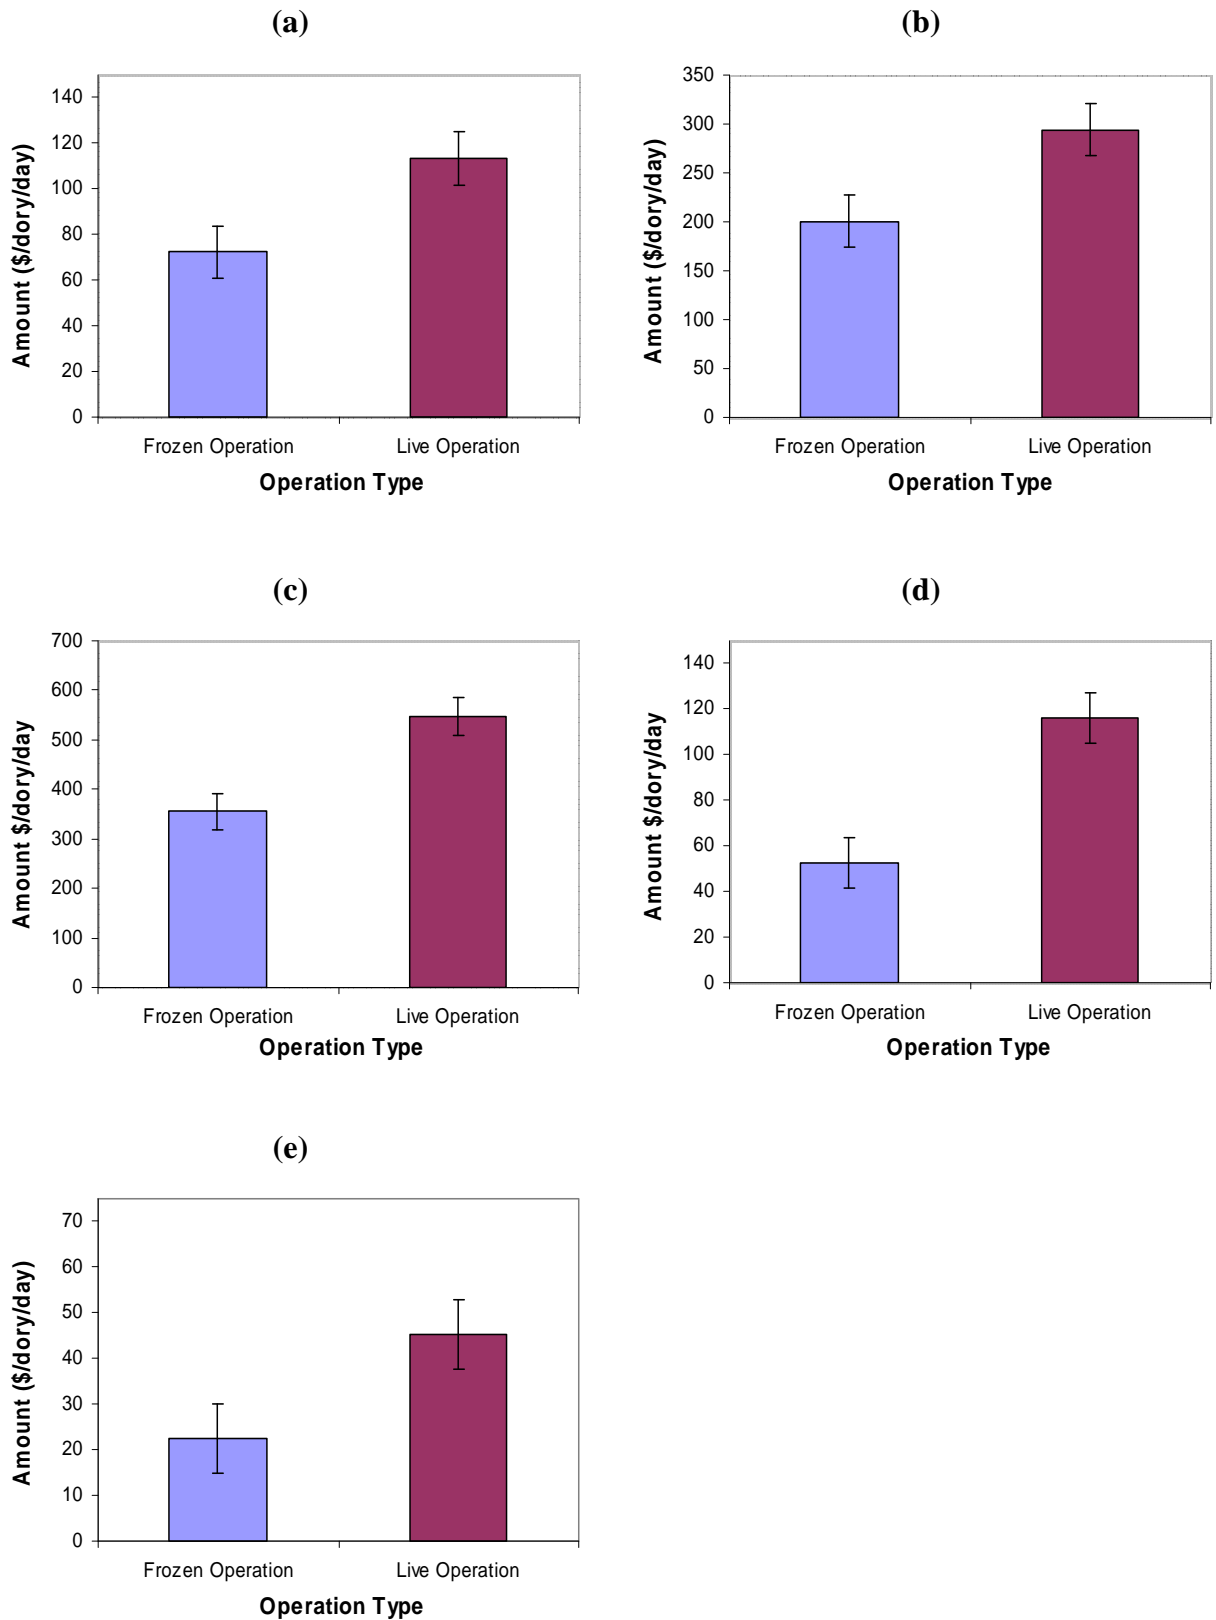 (a)
140
120
100
80
60
40
20
0
Amount ($/dory/day)
Frozen Operation Live Operation
Operation Type
(b)
350
300
250
200
150
100
50
0
Amount ($/dory/day)
Frozen Operation Live Operation
Operation Type
(c)
700
600
500
400
300
200
100
0
Amount $/dory/day
Frozen Operation Live Operation
Operation Type
(d)
140
120
100
80
60
40
20
0
Amount $/dory/day
Frozen Operation Live Operation
Operation Type
(e)
70
60
50
40
30
20
10
0
Amount ($/dory/day)
Frozen Operation Live Operation
Operation Type